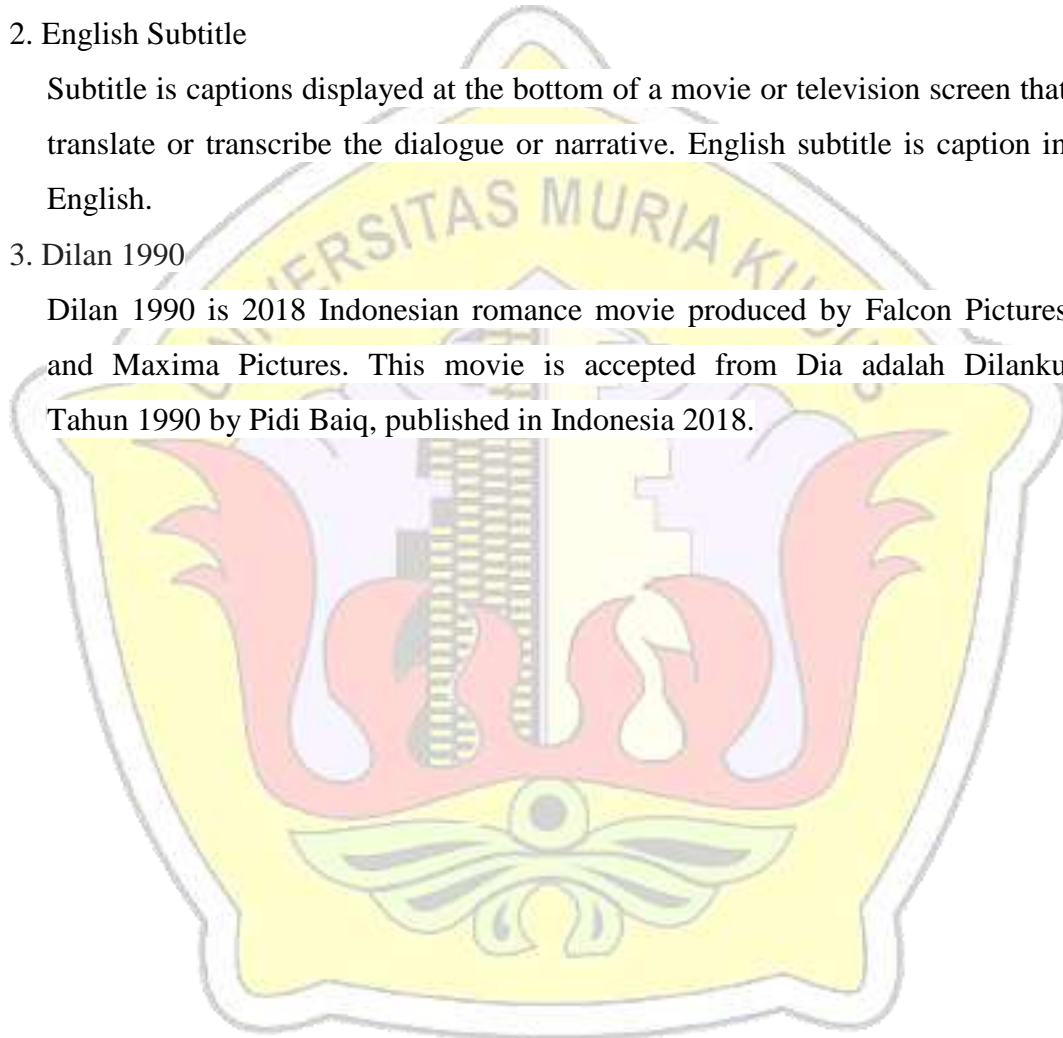 2. English Subtitle
Subtitle is captions displayed at the bottom of a movie or television screen that
translate or transcribe the dialogue or narrative. English subtitle is caption in
English.
UNIVERSITAS MURIA KUDUS
3. Dilan 1990
Dilan 1990 is 2018 Indonesian romance movie produced by Falcon Pictures
and Maxima Pictures. This movie is accepted from Dia adalah Dilanku
Tahun 1990 by Pidi Baiq, published in Indonesia 2018.